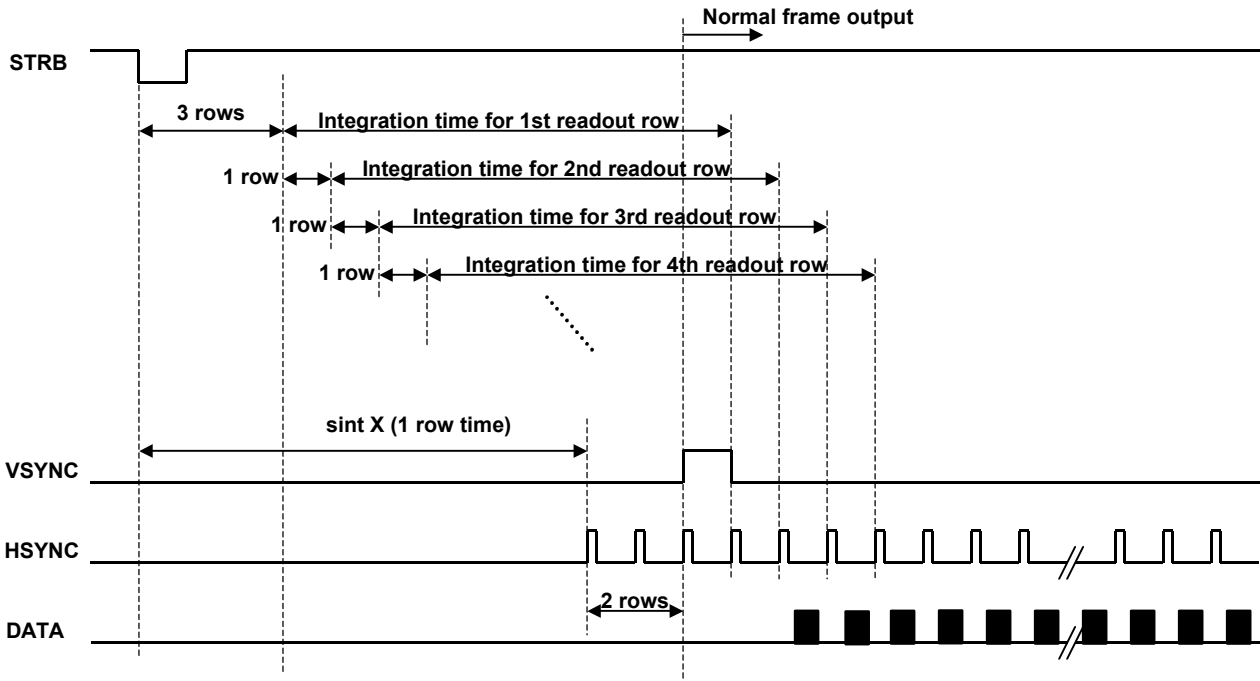 Normal frame output
STRB
3 rows
Integration time for 1st readout row
1 row
Integration time for 2nd readout row
1 row
Integration time for 3rd readout row
1 row
Integration time for 4th readout row
sint X (1 row time)
VSYNC
HSYNC
2 rows
DATA